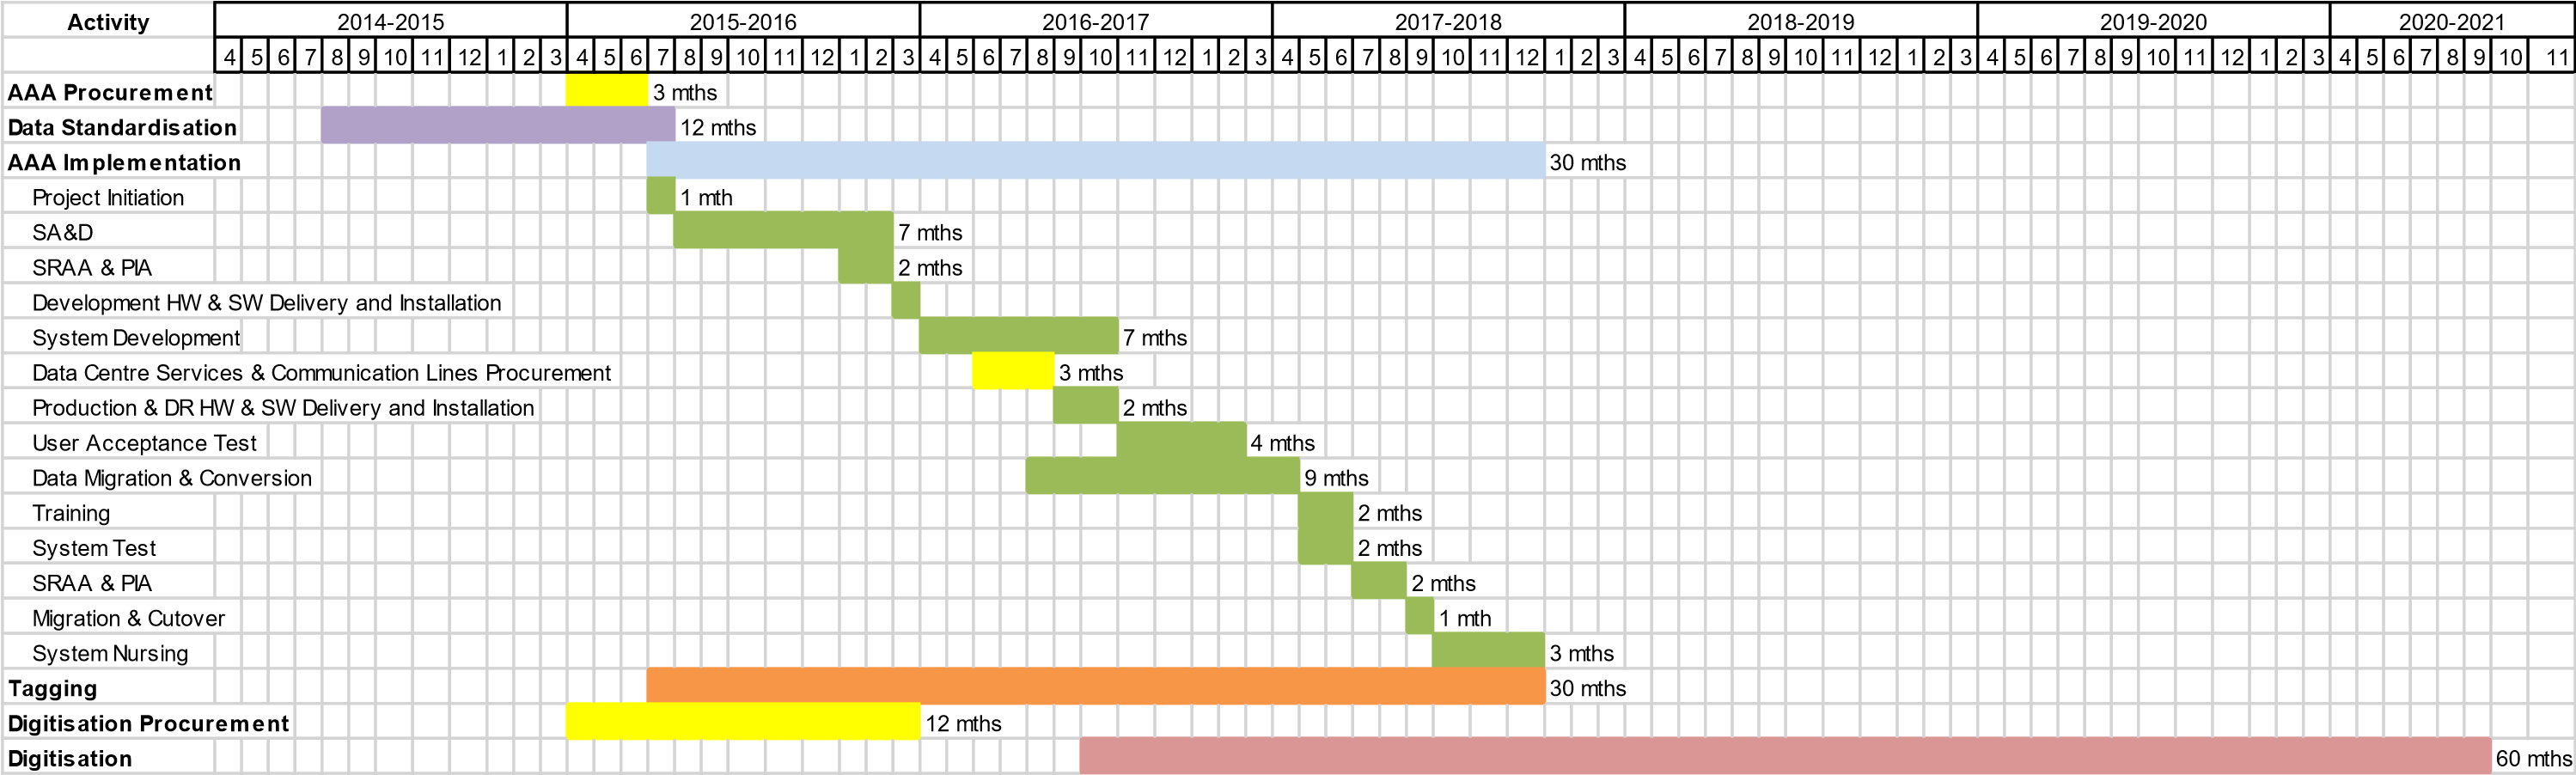 Activity 2014-2015 2015-2016 2016-2017 2017-2018 2018-2019 2019-2020 2020-2021
4 5 6 7 8 9 10 11 12 1 2 3 4 5 6 7 8 9 10 11 12 1 2 3 4 5 6 7 8 9 10 11 12 1 2 3 4 5 6 7 8 9 10 11 12 1 2 3 4 5 6 7 8 9 10 11 12 1 2 3 4 5 6 7 8 9 10 11 12 1 2 3 4 5 6 7 8 9 10 11
AAA Procurement 3 mths
Data Standardisation 12 mths
AAA Implementation 30 mths
Project Initiation 1 mth
SA&D 7 mths
SRAA & PIA 2 mths
Development HW & SW Delivery and Installation
System Development 7 mths
Data Centre Services & Communication Lines Procurement 3 mths
Production & DR HW & SW Delivery and Installation 2 mths
User Acceptance Test 4 mths
Data Migration & Conversion 9 mths
Training 2 mths
System Test 2 mths
SRAA & PIA 2 mths
Migration & Cutover 1 mth
System Nursing 3 mths
Tagging 30 mths
Digitisation Procurement 12 mths
Digitisation 60 mths